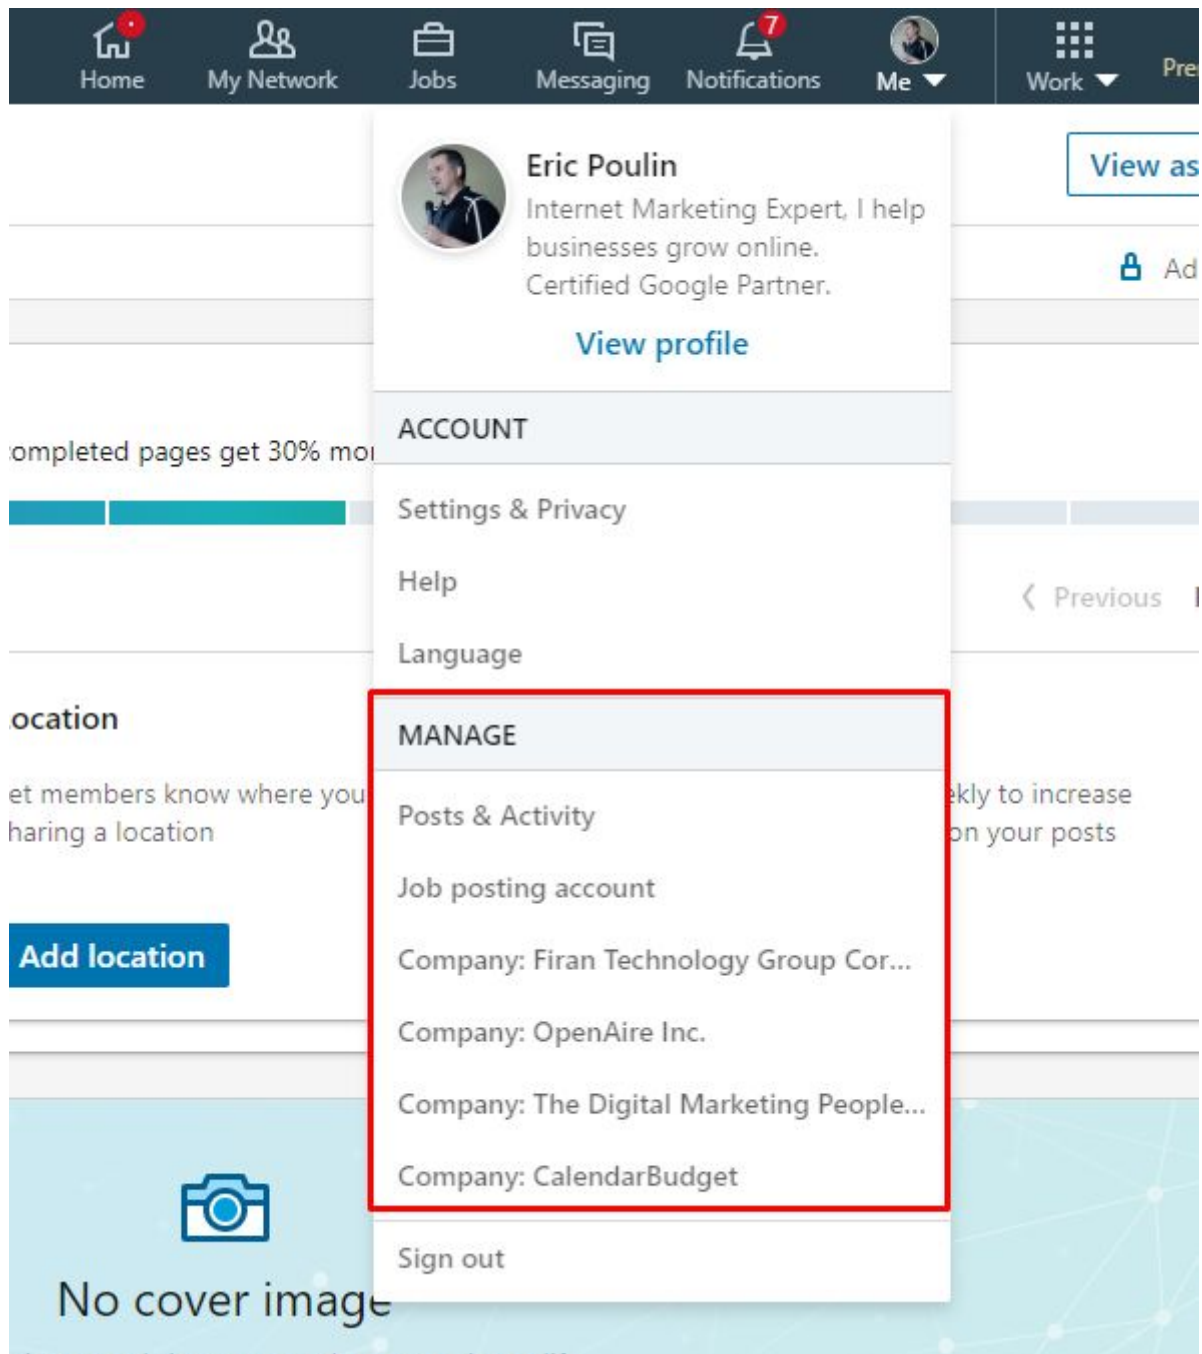 7
Home
My Network
Jobs
Messaging
Notifications
Me
Work
Pre
Eric Poulin
Internet Marketing Expert, I help
businesses grow online.
Certified Google Partner.
View profile
View as
Ad
ompleted pages get 30% mo
ACCOUNT
Settings & Privacy
Help
Language
Previous
ocation
et members know where you
haring a location
ekly to increase
on your posts
Add location
MANAGE
Posts & Activity
Job posting account
Company: Firan Technology Group Cor...
Company: OpenAire Inc.
Company: The Digital Marketing People...
Company: CalendarBudget
Sign out
No cover image